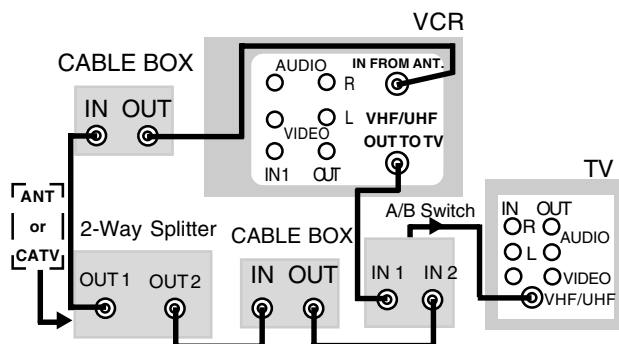 VCR
CABLE BOX
IN OUT
AUDIO
R
IN FROM ANT.
L
VIDEO
VHF/UHF
OUT TO TV
IN1
OUT
ANT
or
CATV
2-Way Splitter
OUT 1 OUT 2
CABLE BOX
IN OUT
A/B Switch
IN 1 IN 2
TV
IN OUT
R
AUDIO
L
VIDEO
VHF/UHF